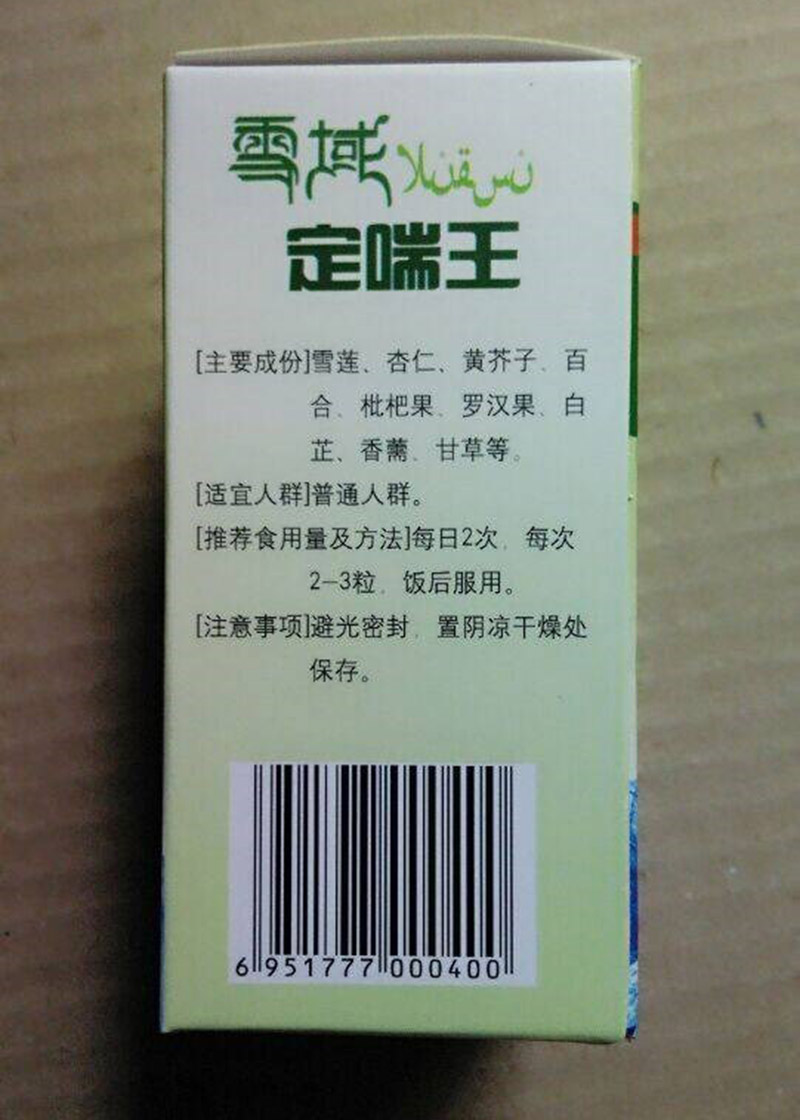 雪域
定喘王
[主要成份]雪莲、杏仁、黄芥子、百
合、枇杷果、罗汉果、白
芷、香薷、甘草等。
[适宜人群]普通人群。
[推荐食用量及方法]每日2次，每次
2-3粒，饭后服用。
[注意事项]避光密封，置阴凉干燥处
保存。
6 951777 000400